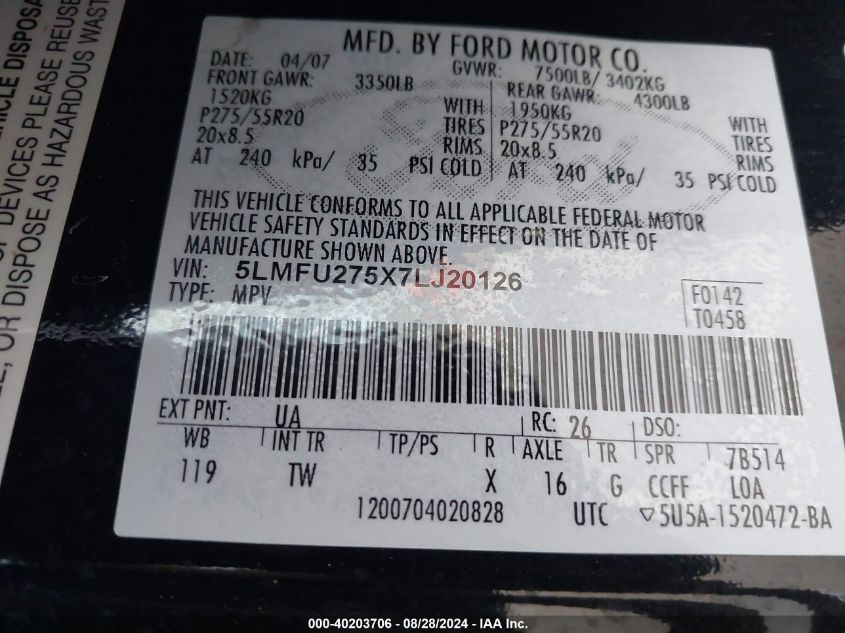 VEHICLE DISPOSA
OF DEVICES PLEASE REUSE
OR DISPOSE AS HAZARDOUS WAST
MFD. BY FORD MOTOR CO.
DATE: 04/07 GVWR: 7500LB/ 3402KG
FRONT GAWR: 3350LB REAR GAWR: 4300LB
1520KG WITH 1950KG WITH
P275/55R20 TIRES P275/55R20 TIRES
20x8.5 RIMS 20x8.5 RIMS
AT 240 kPa/ 35 PSI COLD AT 240 kPa/ 35 PSI COLD
THIS VEHICLE CONFORMS TO ALL APPLICABLE FEDERAL MOTOR
VEHICLE SAFETY STANDARDS IN EFFECT ON THE DATE OF
MANUFACTURE SHOWN ABOVE.
VIN: 5LMFU275X7LJ20126
TYPE: MPV F0142
T0458
EXT PNT: UA RC: 26 DSO:
WB INT TR TP/PS R AXLE TR SPR 7B514
119 TW X 16 G CCFF LOA
1200704020828 UTC ▽5U5A-1520472-BA
000-40203706 - 08/28/2024 - IAA Inc.